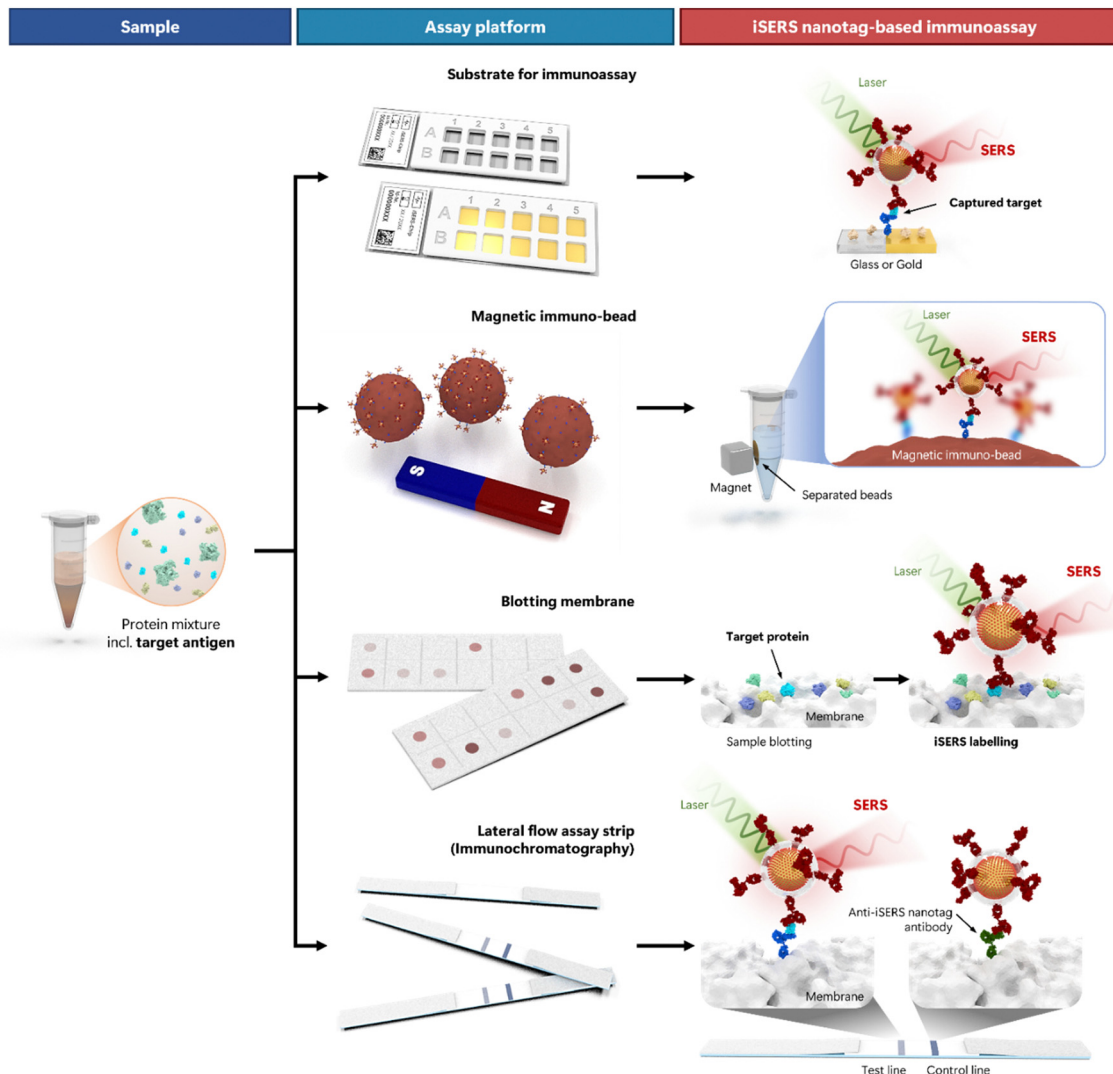 Sample
Assay platform
iSERS nanotag-based immunoassay
Substrate for immunoassay
1 2 3 4 5
A
B
1 2 3 4 5
A
B
Laser
SERS
Captured target
Glass or Gold
Magnetic immuno-bead
S
N
Laser
SERS
Magnetic immuno-bead
Magnet
Separated beads
Protein mixture
incl. target antigen
Blotting membrane
Target protein
Membrane
Sample blotting
Laser
SERS
iSERS labelling
Lateral flow assay strip
(Immunochromatography)
Laser
SERS
Anti-iSERS nanotag
antibody
Membrane
Test line
Control line